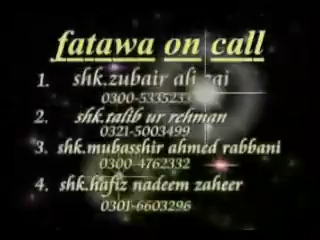 fatawa on call
1. shk.zubair ali zai
0300-5335233
2. shk.talib ur rehman
0321-5003499
3. shk.mubasshir ahmed rabbani
0300-4762332
4. shk.hafiz nadeem zaheer
0301-6603296